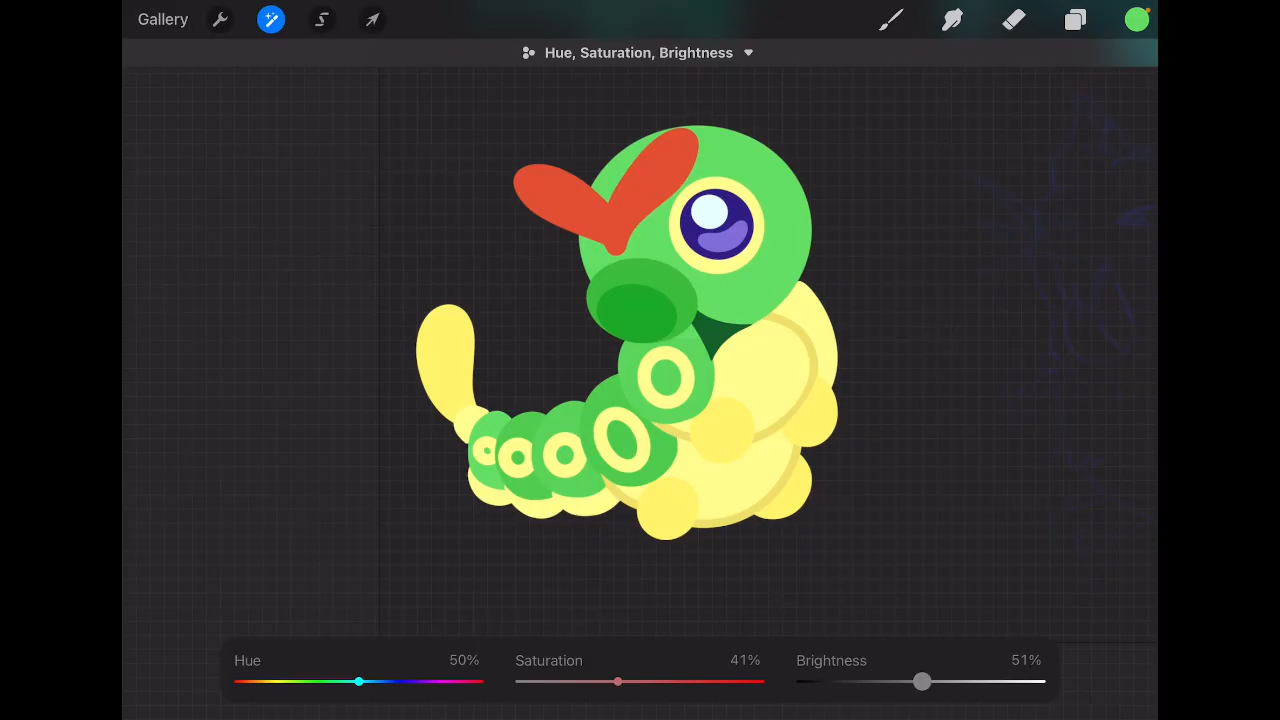 Gallery
Hue, Saturation, Brightness
Hue 50% Saturation 41% Brightness 51%